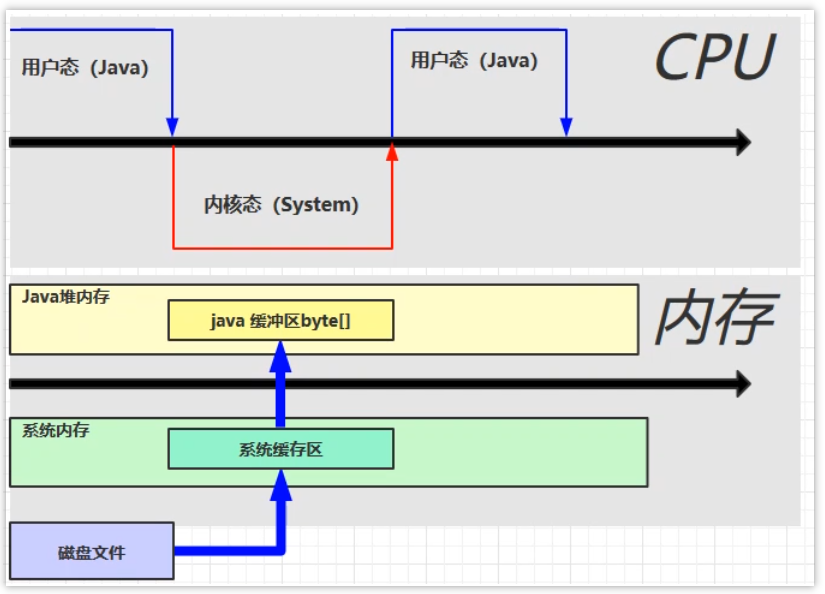 用户态（Java）
用户态（Java）
CPU
内核态（System）
Java堆内存
java 缓冲区byte[]
内存
系统内存
系统缓存区
磁盘文件